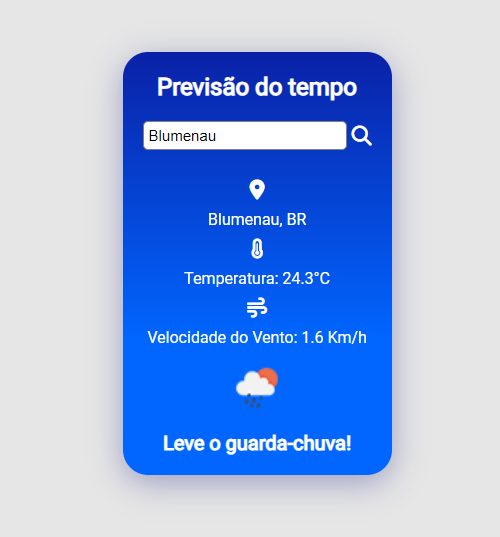 Previsão do tempo
Blumenau
Blumenau, BR
Temperatura: 24.3°C
Velocidade do Vento: 1.6 Km/h
Leve o guarda-chuva!